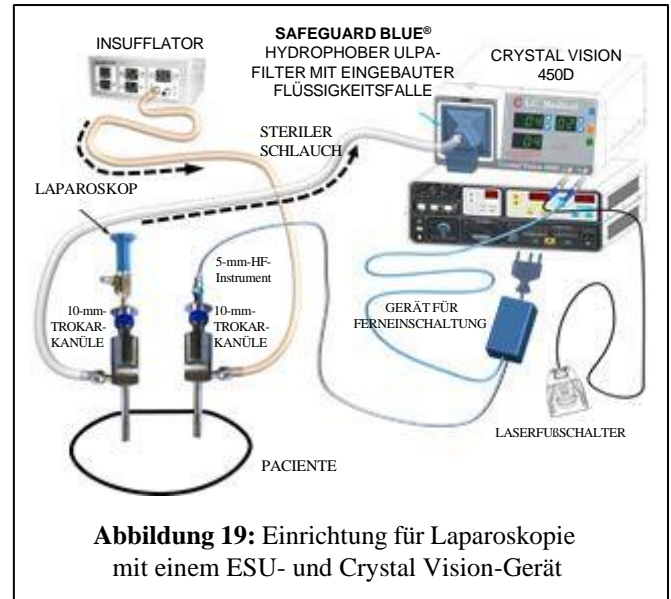 INSUFFLATOR
SAFEGUARD BLUE®
HYDROPHOBER ULPA-
FILTER MIT EINGEBAUTER
FLÜSSIGKEITSFALLE
CRYSTAL VISION
450D
STERILER
SCHLAUCH
LAPAROSKOP
5-mm-HF-
Instrument
10-mm-
TROKAR-
KANÜLE
10-mm-
TROKAR-
KANÜLE
GERÄT FÜR
FERNEINSCHALTUNG
LASERFUßSCHALTER
PACIENTE
Abbildung 19: Einrichtung für Laparoskopie
mit einem ESU- und Crystal Vision-Gerät